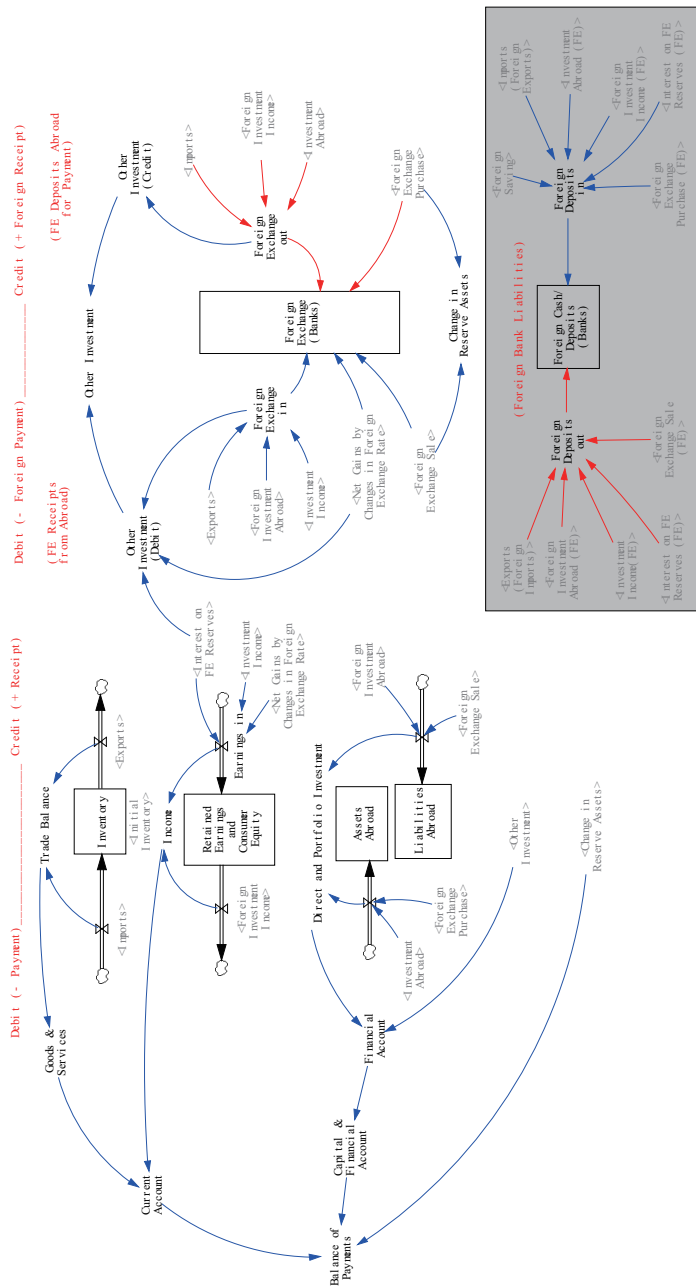 Debit (- Payment) ____________________ Credit (+ Receipt)
Debit (- Foreign Payment) ____________ Credit (+ Foreign Receipt)
(FE Receipts
from Abroad)
(FE Deposits Abroad
for Payment)
Goods &
Services
Trade Balance
<Imports>
Inventory
<Initial
Inventory>
<Exports>
Current
Account
Income
<Foreign
Investment
Income>
Retained
Earnings
and
Consumer
Equity
Earnings in
<Interest on
FE Reserves>
<Investment
Income>
<Net Gains by
Changes in Foreign
Exchange Rate>
Balance of
Payments
Capital &
Financial
Account
Financial
Account
Direct and Portfolio Investment
<Investment
Abroad>
<Foreign
Exchange
Purchase>
Assets
Abroad
Liabilities
Abroad
<Foreign
Investment
Abroad>
<Foreign
Exchange Sale>
<Other
Investment>
<Change in
Reserve Assets>
Other
Investment
(Debit)
Other Investment
Other
Investment
(Credit)
<Exports>
<Foreign
Investment
Abroad>
<Investment
Income>
Foreign
Exchange
in
<Net Gains by
Changes in Foreign
Exchange Rate>
<Foreign
Exchange Sale>
Foreign
Exchange
(Banks)
Foreign
Exchange
out
<Imports>
<Foreign
Investment
Income>
<Investment
Abroad>
<Foreign
Exchange
Purchase>
Change in
Reserve Assets
(Foreign Bank Liabilities)
<Exports
(Foreign
Imports)>
<Foreign
Investment
Abroad (FE)>
<Investment
Income(FE)>
<Interest on FE
Reserves (FE)>
<Foreign
Exchange Sale
(FE)>
Foreign
Deposits
out
Foreign Cash/
Deposits
(Banks)
Foreign
Deposits
in
<Foreign
Saving>
<Imports
(Foreign
Exports)>
<Investment
Abroad (FE)>
<Foreign
Investment
Income (FE)>
<Interest on FE
Reserves (FE)>
<Foreign
Exchange
Purchase (FE)>